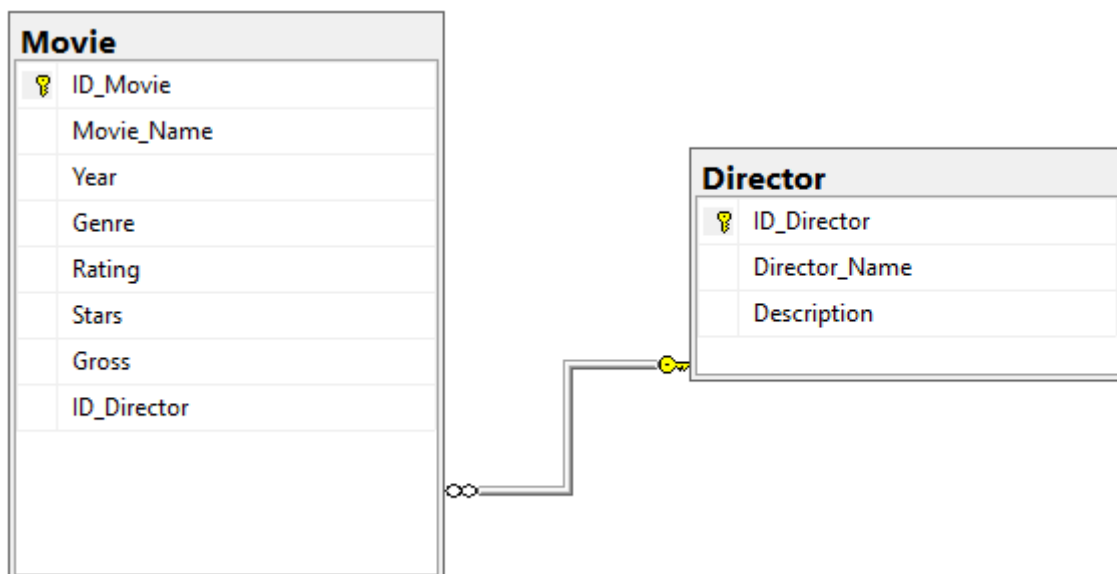 Movie
ID_Movie
Movie_Name
Year
Genre
Rating
Stars
Gross
ID_Director
Director
ID_Director
Director_Name
Description